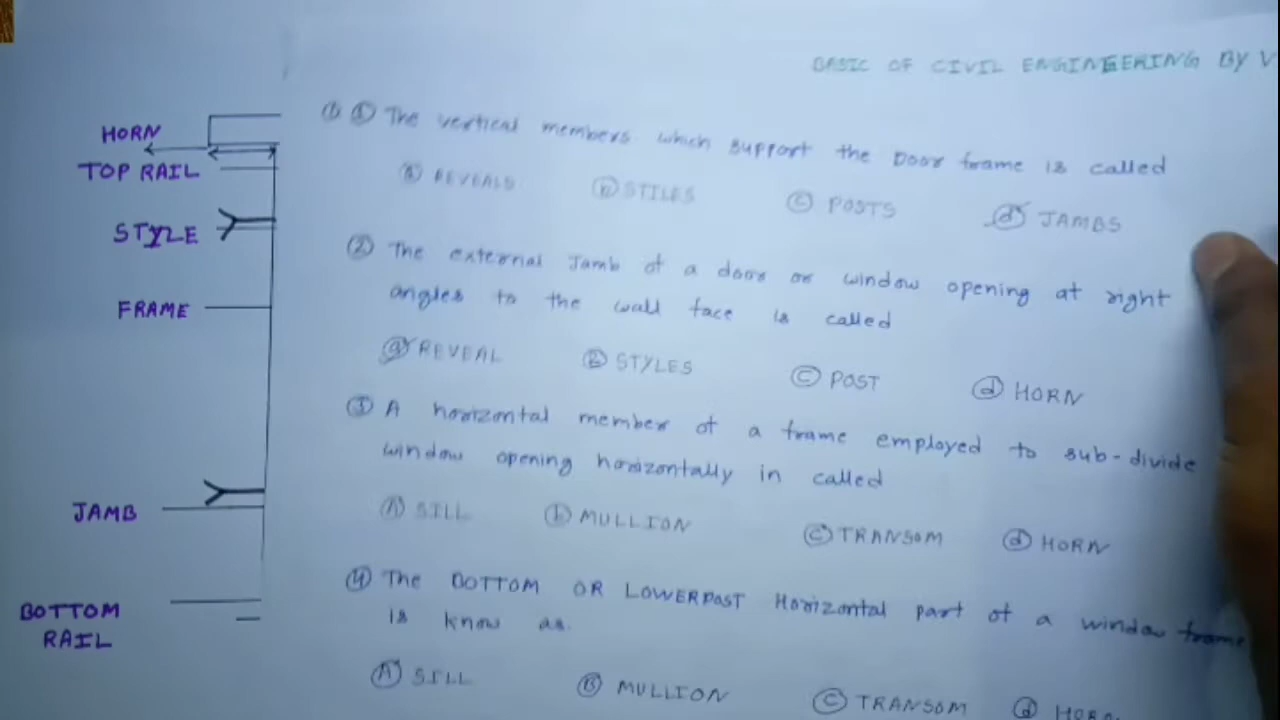 BASIC OF CIVIL ENGINEERING By V
HORN
TOP RAIL
STYLE
FRAME
JAMB
BOTTOM
RAIL
① ① The vertical members which support the Door frame is called
ⓐ REVEALS ⓑ STILES ⓒ POSTS ⓓ JAMBS
② The external Jamb of a door or window opening at right
angles to the wall face is called
ⓐ REVEAL Ⓑ STYLES ⓒ POST ⓓ HORN
③ A horizontal member of a frame employed to sub-divide
window opening horizontally in called
Ⓐ SILL ⓑ MULLION ⓒ TRANSOM ⓓ HORN
④ The BOTTOM OR LOWERPOST Horizontal part of a window frame
is know as.
Ⓐ SILL Ⓑ MULLION Ⓒ TRANSOM ⓓ HORN